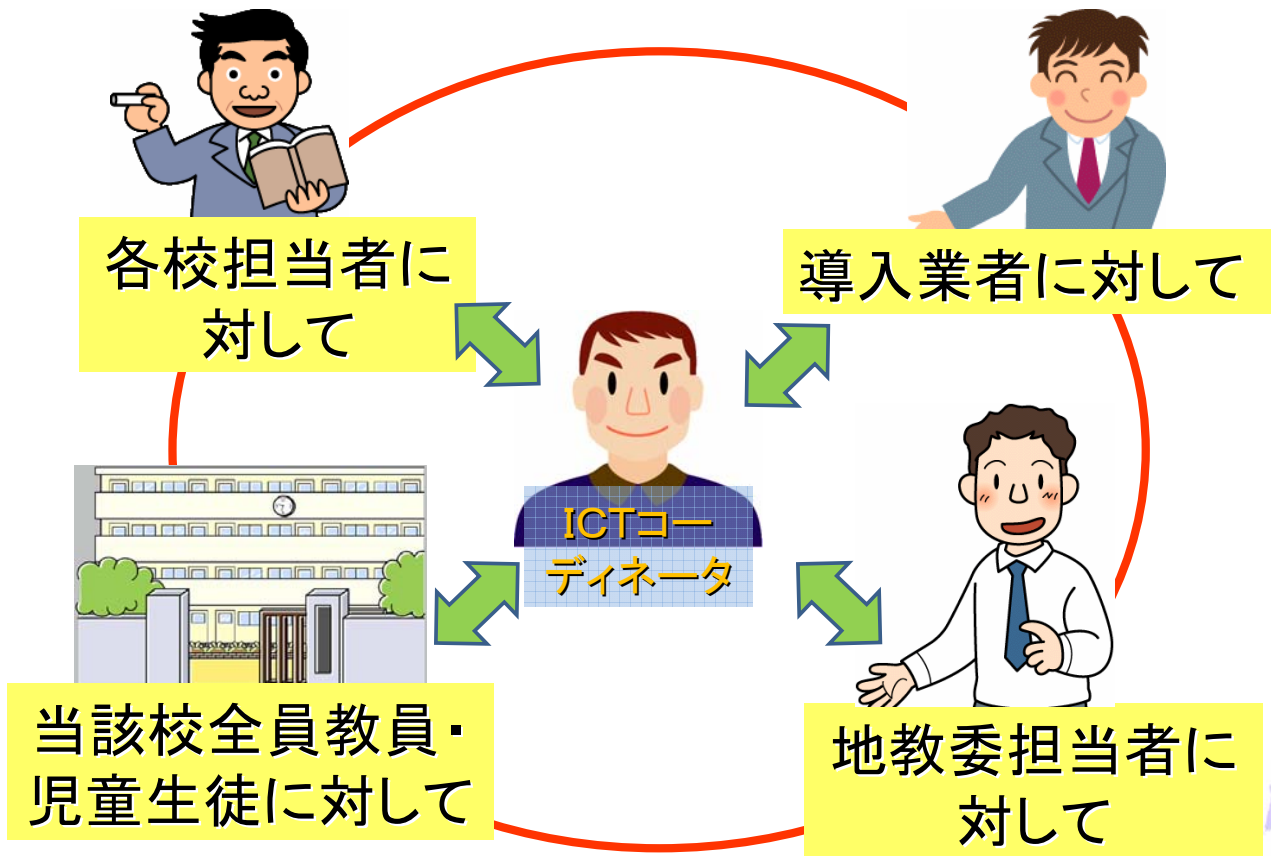 各校担当者に
対して
導入業者に対して
ICTコー
ディネータ
当該校全員教員・
児童生徒に対して
地教委担当者に
対して